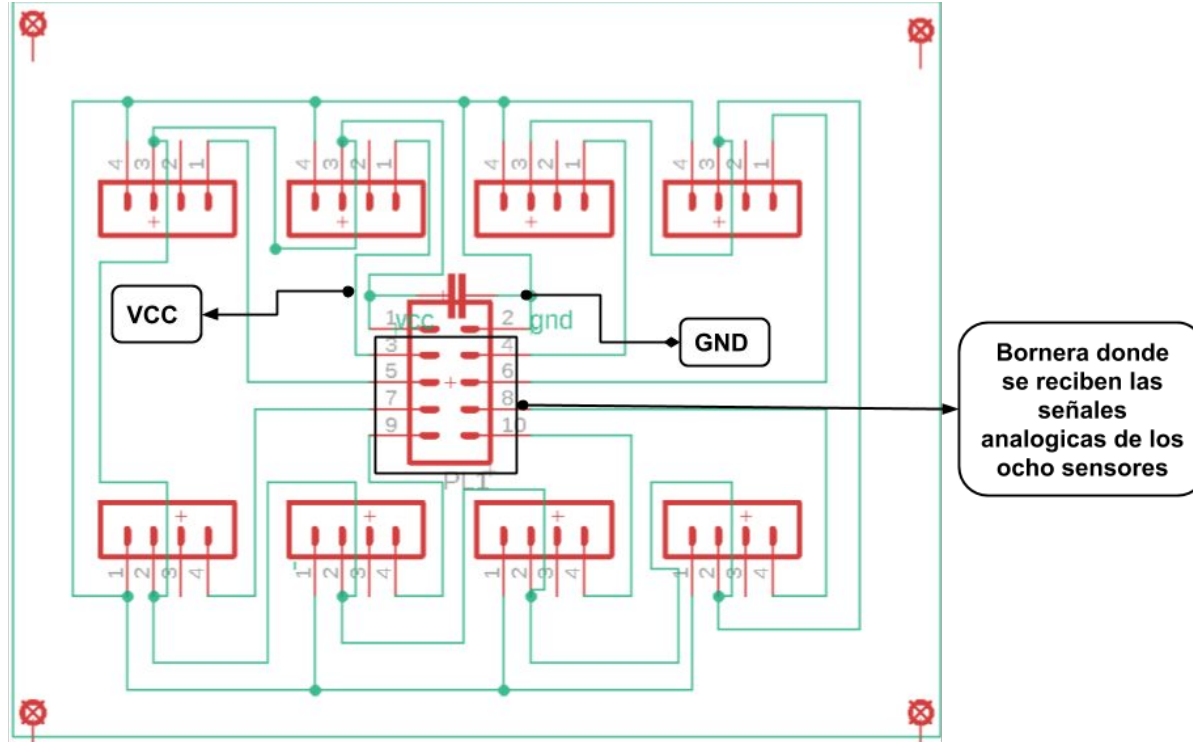 4 3 2 1
4 3 2 1
4 3 2 1
4 3 2 1
VCC
1 vcc 2 gnd
GND
3 4
5 6
7 8
9 10
Bornera donde
se reciben las
señales
analogicas de los
ocho sensores
1 2 3 4
1 2 3 4
1 2 3 4
1 2 3 4